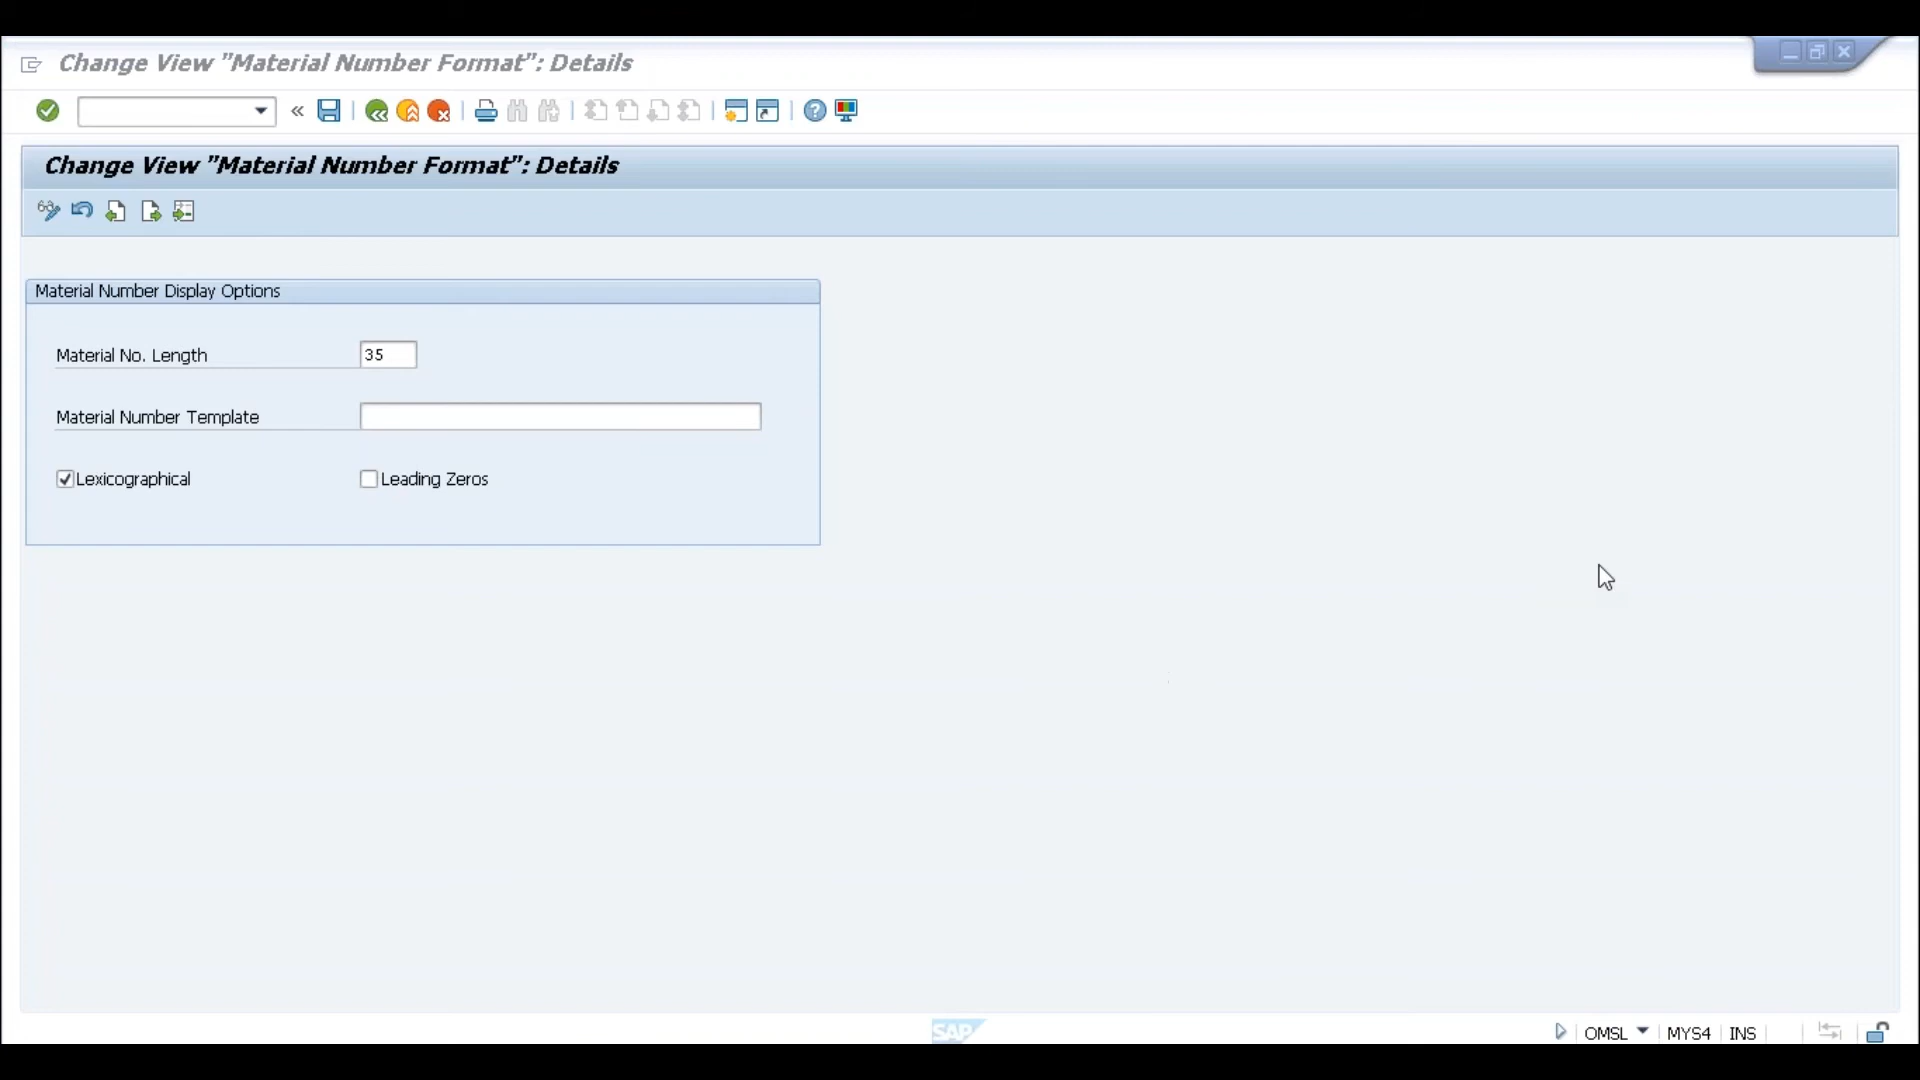 Change View "Material Number Format": Details
Change View "Material Number Format": Details
Material Number Display Options
Material No. Length 35
Material Number Template
Lexicographical Leading Zeros
SAP OMSL MYS4 INS